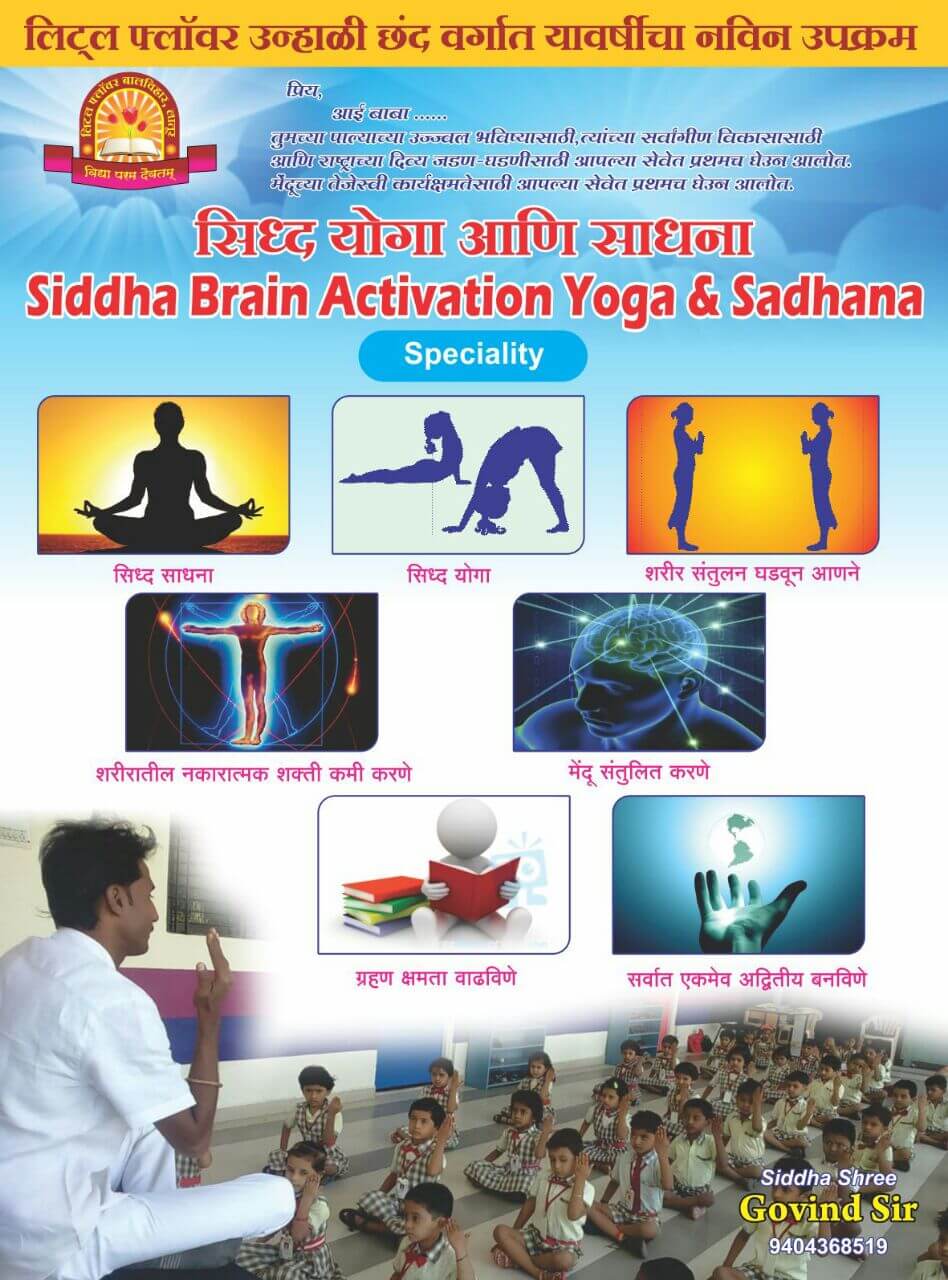 लिट्ल फ्लॉवर उन्हाळी छंद वर्गात यावर्षीचा नविन उपक्रम
लिट्ल फ्लॉवर बालविहार, लातूर
विद्या परम दैवतम्
प्रिय,
आई बाबा ......
तुमच्या पाल्याच्या उज्ज्वल भविष्यासाठी,त्यांच्या सर्वांगीण विकासासाठी
आणि राष्ट्राच्या दिव्य जडण-घडणीसाठी आपल्या सेवेत प्रथमच घेउन आलोत.
मेंदूच्या तेजेस्वी कार्यक्षमतेसाठी आपल्या सेवेत प्रथमच घेउन आलोत.
सिध्द योगा आणि साधना
Siddha Brain Activation Yoga & Sadhana
Speciality
सिध्द साधना
सिध्द योगा
शरीर संतुलन घडवून आणने
शरीरातील नकारात्मक शक्ती कमी करणे
मेंदू संतुलित करणे
ग्रहण क्षमता वाढविणे
सर्वात एकमेव अद्वितीय बनविणे
Siddha Shree
Govind Sir
9404368519